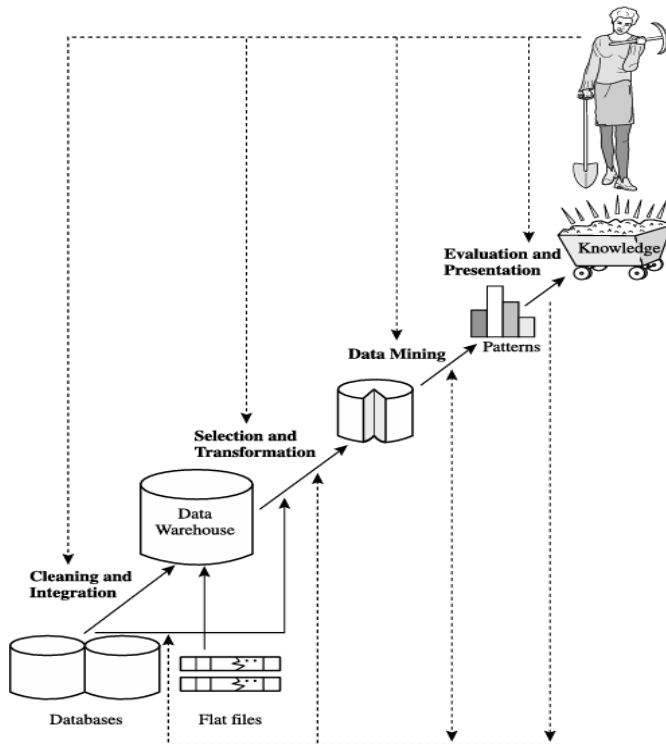 Knowledge
Evaluation and
Presentation
Patterns
Data Mining
Selection and
Transformation
Data
Warehouse
Cleaning and
Integration
Databases
Flat files